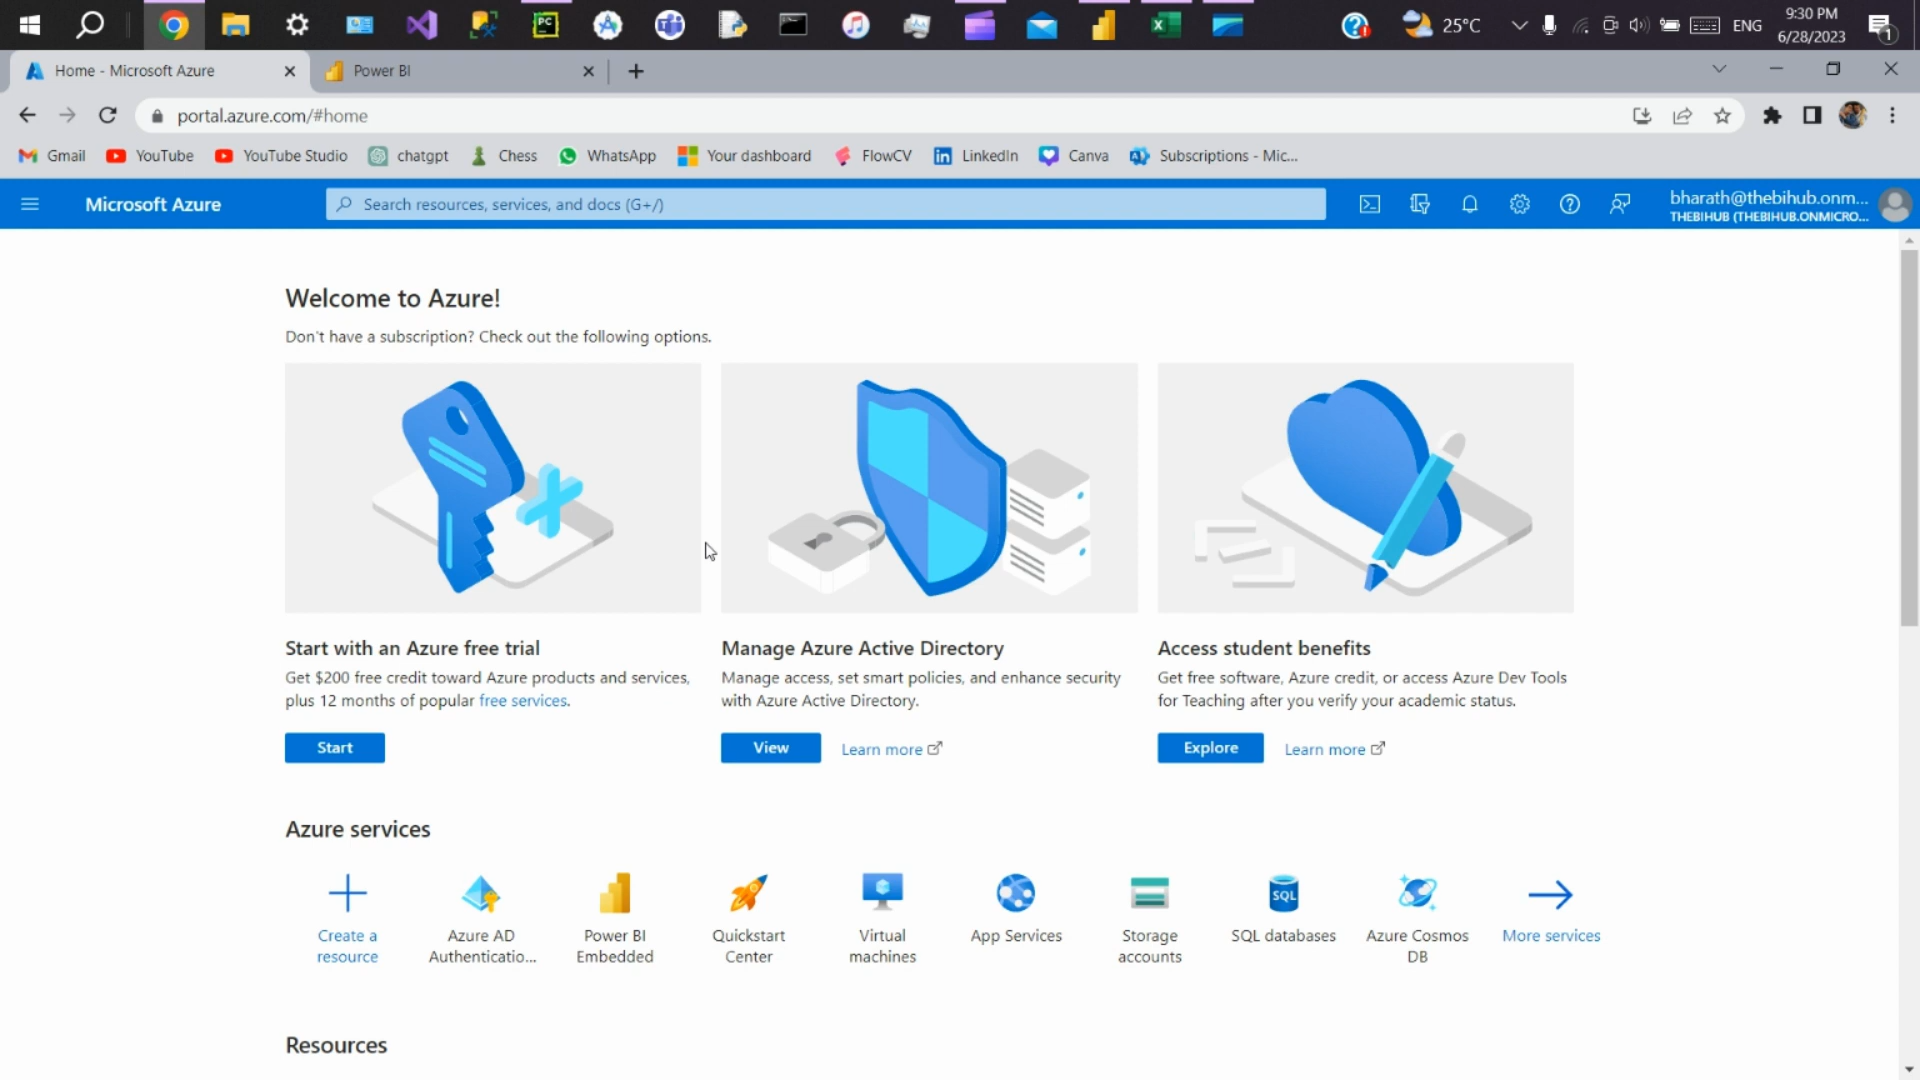 PC
25°C
ENG
9:30 PM
6/28/2023
1
Home - Microsoft Azure
Power BI
portal.azure.com/#home
Gmail
YouTube
YouTube Studio
chatgpt
Chess
WhatsApp
Your dashboard
FlowCV
LinkedIn
Canva
Subscriptions - Mic...
Microsoft Azure
Search resources, services, and docs (G+/)
bharath@thebihub.onm...
THEBIHUB (THEBIHUB.ONMICRO...
Welcome to Azure!
Don't have a subscription? Check out the following options.
Start with an Azure free trial
Get $200 free credit toward Azure products and services,
plus 12 months of popular free services.
Start
Manage Azure Active Directory
Manage access, set smart policies, and enhance security
with Azure Active Directory.
View
Learn more
Access student benefits
Get free software, Azure credit, or access Azure Dev Tools
for Teaching after you verify your academic status.
Explore
Learn more
Azure services
Create a
resource
Azure AD
Authenticatio...
Power BI
Embedded
Quickstart
Center
Virtual
machines
App Services
Storage
accounts
SQL
SQL databases
Azure Cosmos
DB
More services
Resources